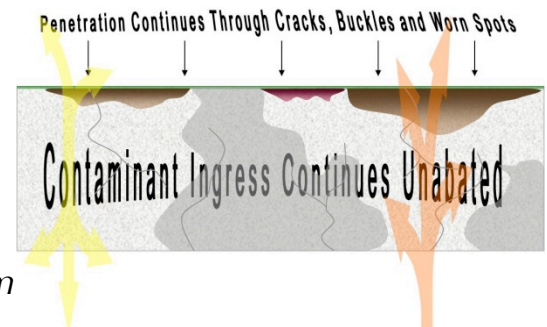 Penetration Continues Through Cracks, Buckles and Worn Spots
Contaminant Ingress Continues Unabated